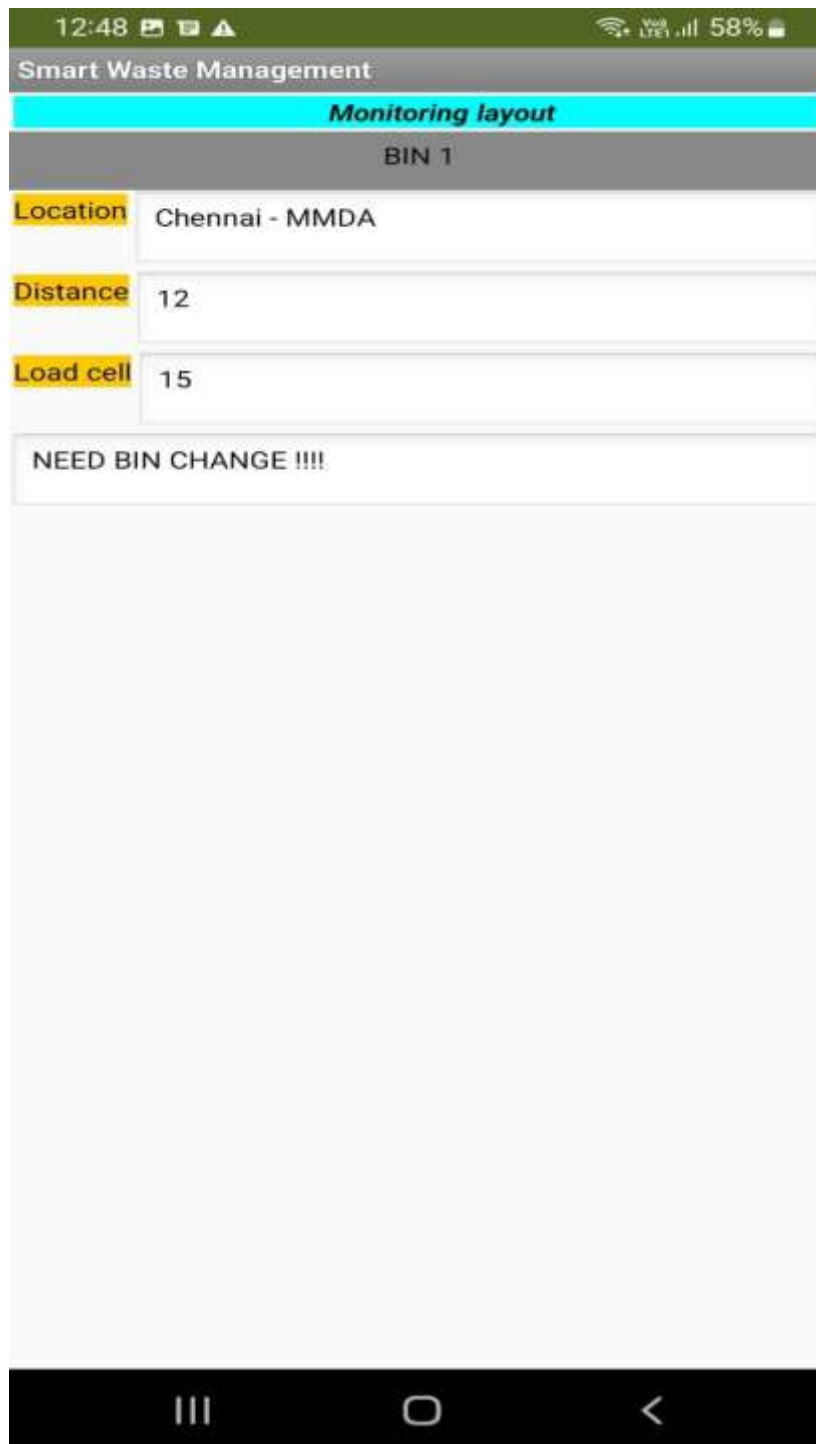 12:48 58%
Smart Waste Management
Monitoring layout
BIN 1
Location Chennai - MMDA
Distance 12
Load cell 15
NEED BIN CHANGE !!!!